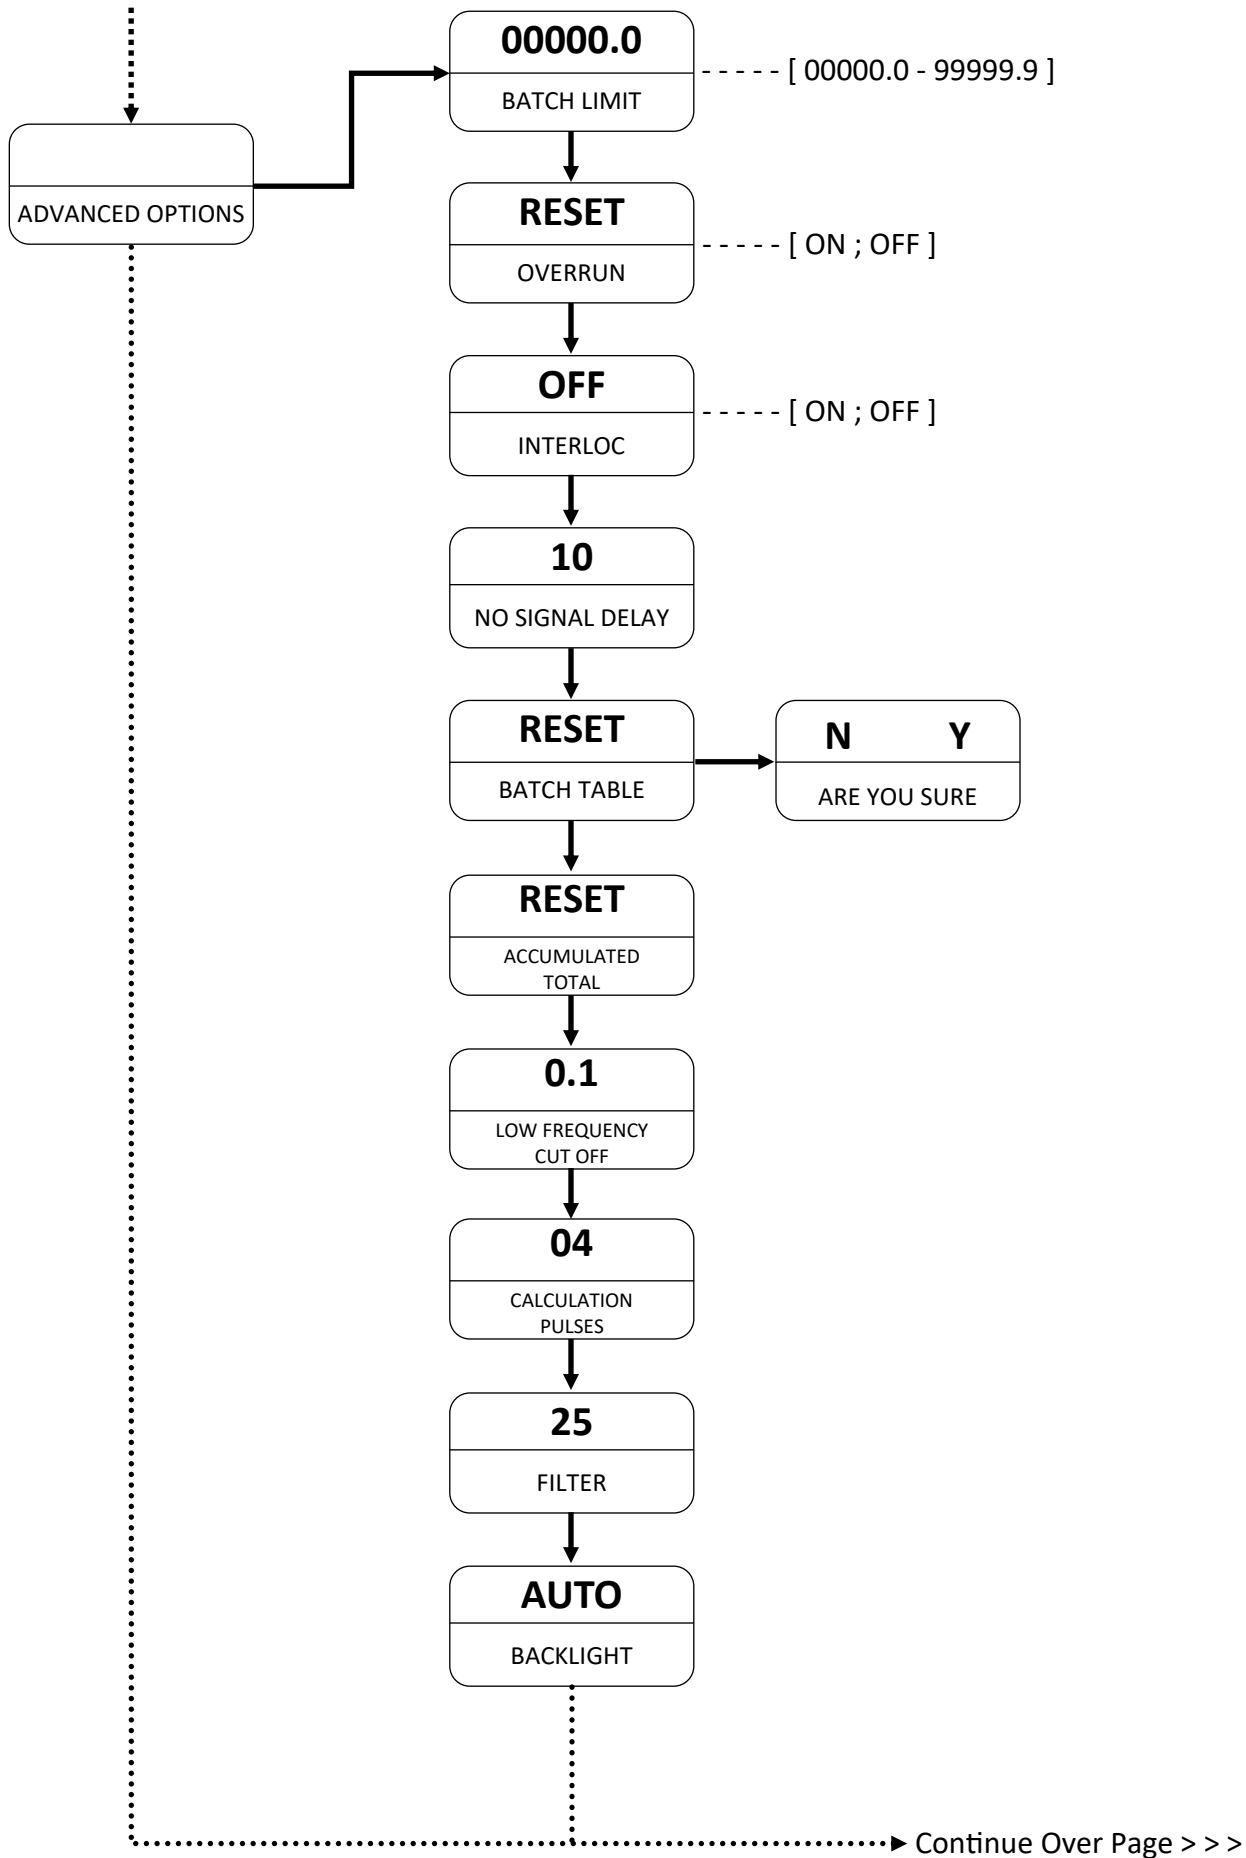 00000.0
BATCH LIMIT
- - - - - [ 00000.0 - 99999.9 ]
ADVANCED OPTIONS
RESET
OVERRUN
- - - - - [ ON ; OFF ]
OFF
INTERLOC
- - - - - [ ON ; OFF ]
10
NO SIGNAL DELAY
RESET
BATCH TABLE
N Y
ARE YOU SURE
RESET
ACCUMULATED
TOTAL
0.1
LOW FREQUENCY
CUT OFF
04
CALCULATION
PULSES
25
FILTER
AUTO
BACKLIGHT
Continue Over Page > > >